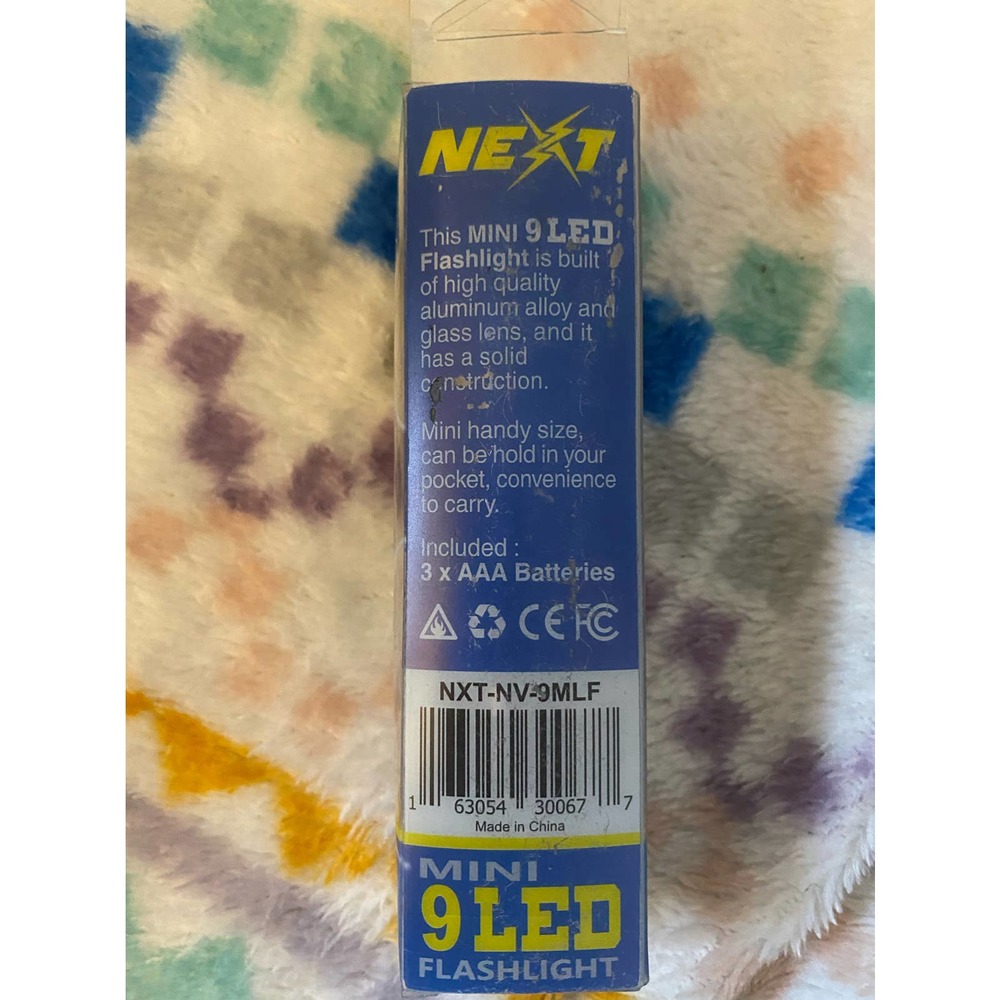 NEXT
This MINI 9 LED
Flashlight is built
of high quality
aluminum alloy and
glass lens, and it
has a solid
construction.
Mini handy size,
can be hold in your
pocket, convenience
to carry.
Included :
3 x AAA Batteries
CE FC
NXT-NV-9MLF
1 63054 30067 7
Made in China
MINI
9 LED
FLASHLIGHT